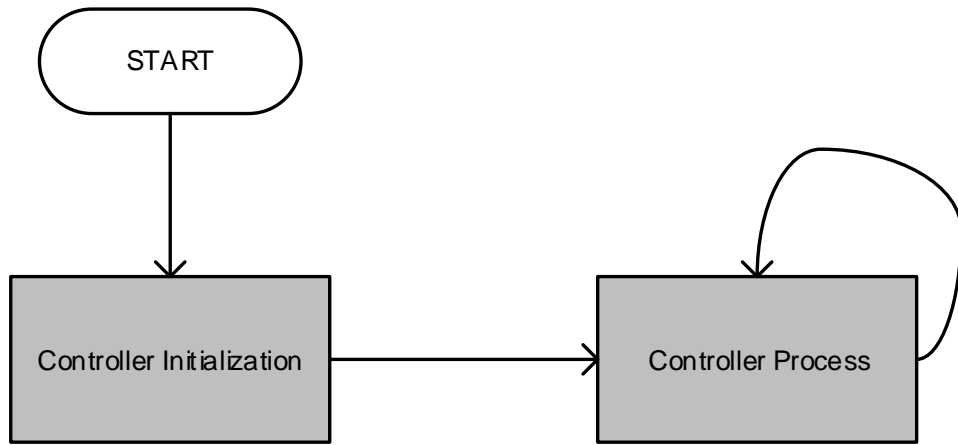 START
Controller Initialization
Controller Process